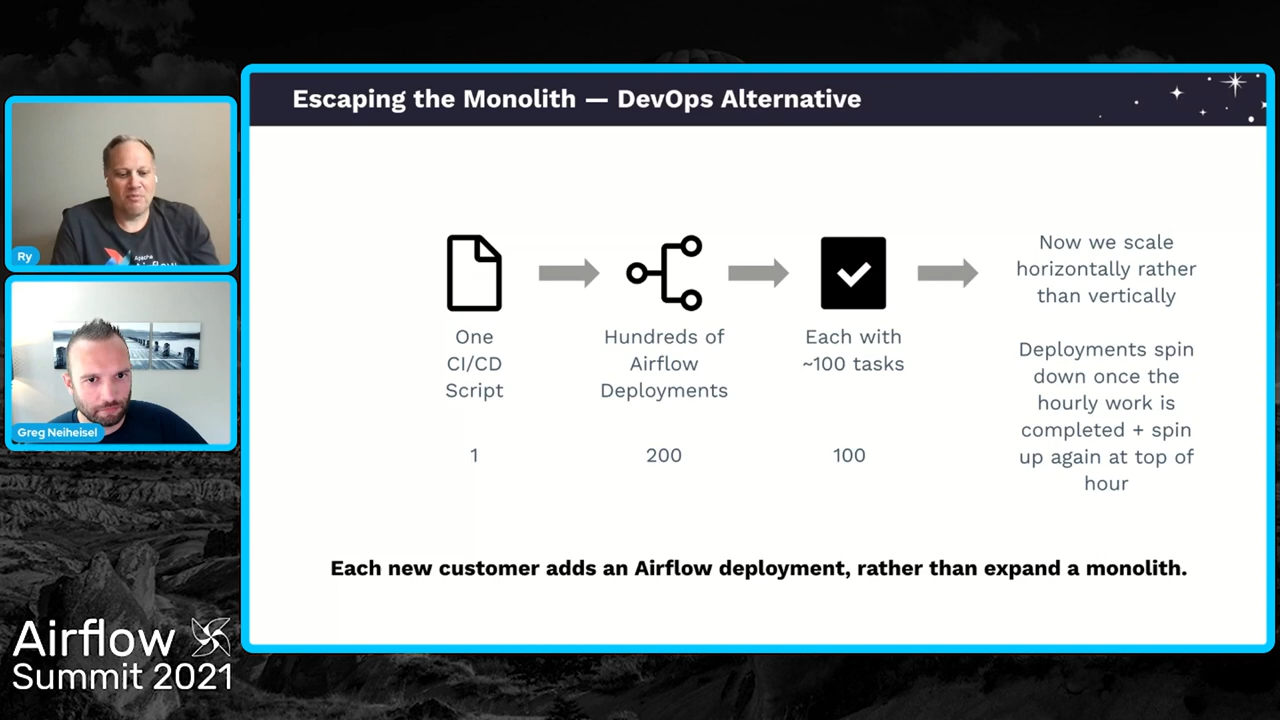 Escaping the Monolith — DevOps Alternative
Ry
Apache
Airflow
Greg Neiheisel
One
CI/CD
Script
1
Hundreds of
Airflow
Deployments
200
Each with
~100 tasks
100
Now we scale
horizontally rather
than vertically
Deployments spin
down once the
hourly work is
completed + spin
up again at top of
hour
Each new customer adds an Airflow deployment, rather than expand a monolith.
Airflow
Summit 2021